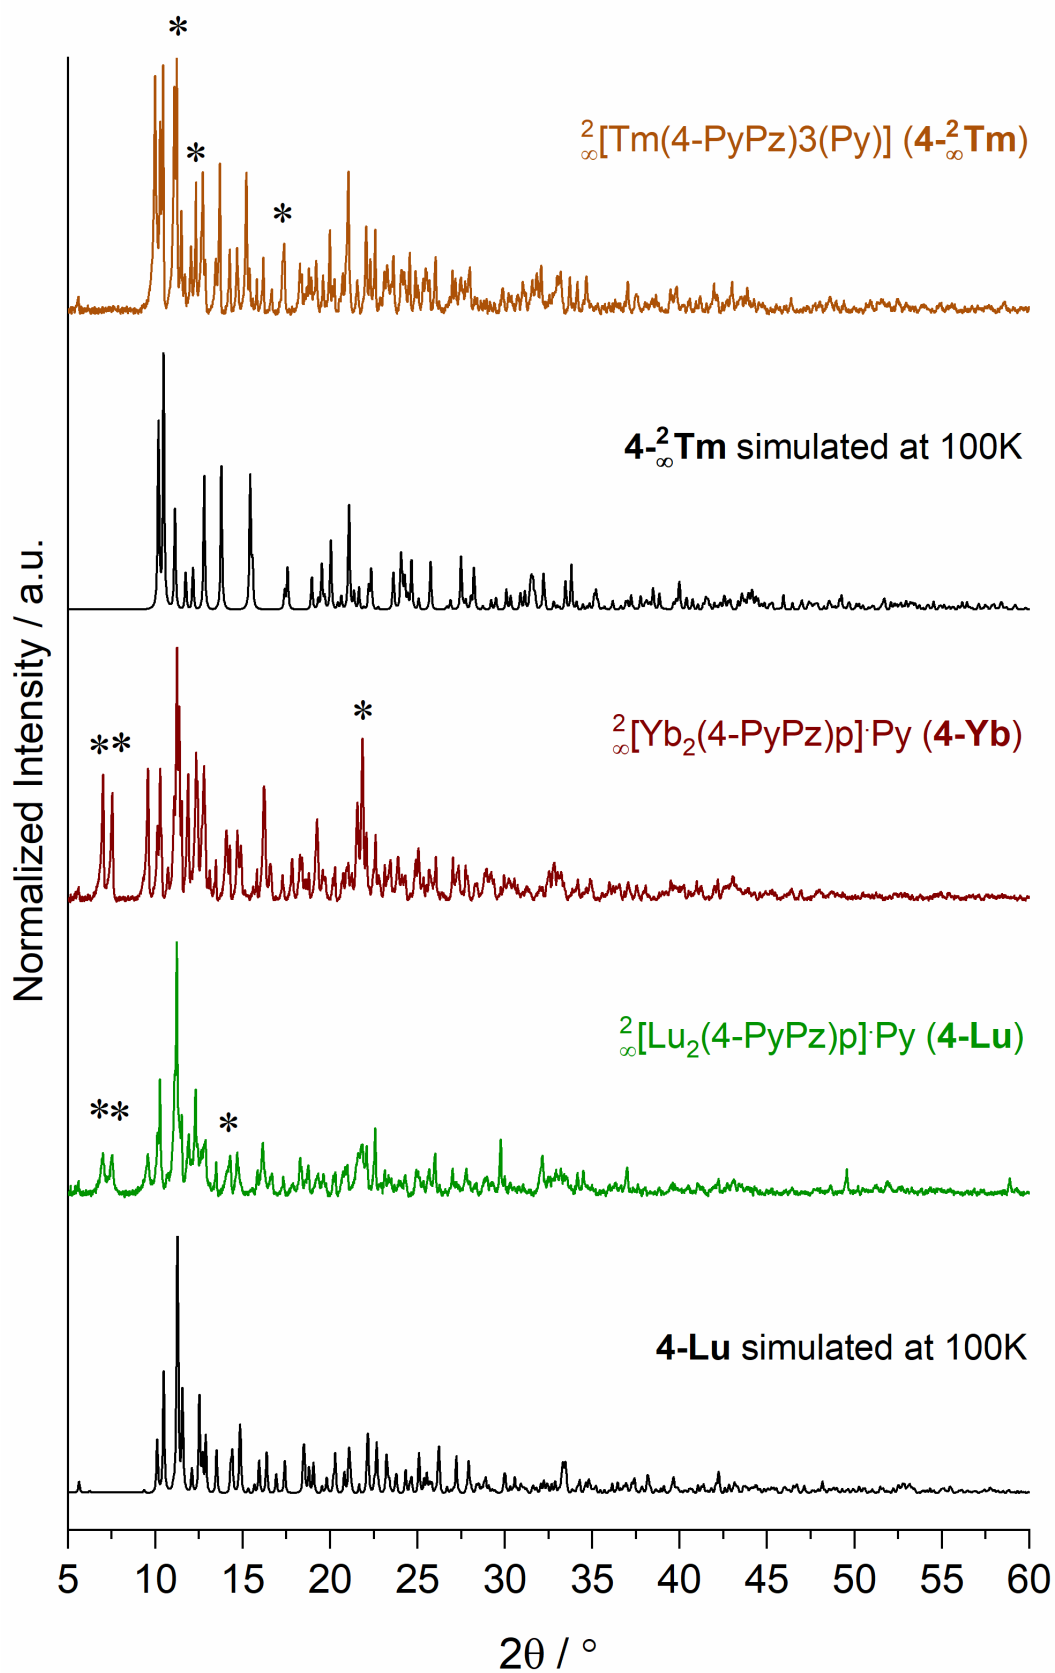 *
*
*
²∞[Tm(4-PyPz)3(Py)] (4-²∞Tm)
4-²∞Tm simulated at 100K
**
*
²∞[Yb₂(4-PyPz)p]·Py (4-Yb)
**
*
²∞[Lu₂(4-PyPz)p]·Py (4-Lu)
4-Lu simulated at 100K
Normalized Intensity / a.u.
5 10 15 20 25 30 35 40 45 50 55 60
2θ / °